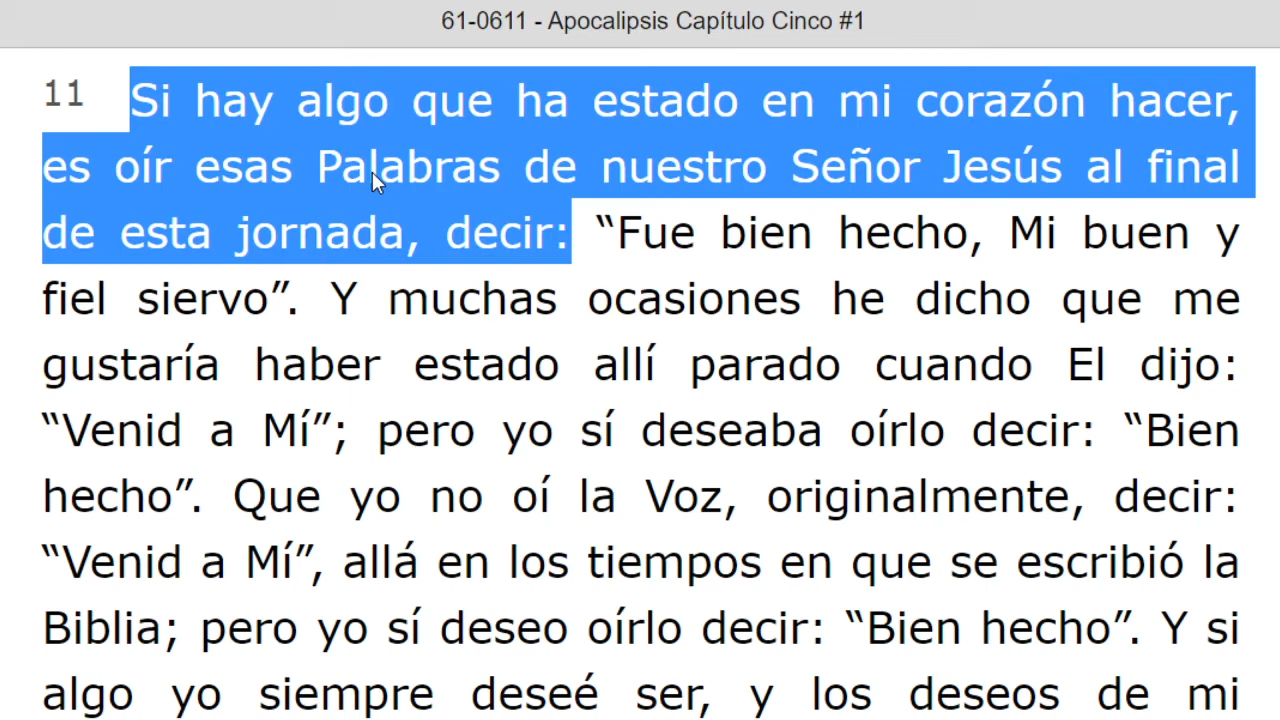 61-0611 - Apocalipsis Capítulo Cinco #1
11 Si hay algo que ha estado en mi corazón hacer,
es oír esas Palabras de nuestro Señor Jesús al final
de esta jornada, decir: “Fue bien hecho, Mi buen y
fiel siervo”. Y muchas ocasiones he dicho que me
gustaría haber estado allí parado cuando El dijo:
“Venid a Mí”; pero yo sí deseaba oírlo decir: “Bien
hecho”. Que yo no oí la Voz, originalmente, decir:
“Venid a Mí”, allá en los tiempos en que se escribió la
Biblia; pero yo sí deseo oírlo decir: “Bien hecho”. Y si
algo yo siempre deseé ser, y los deseos de mi